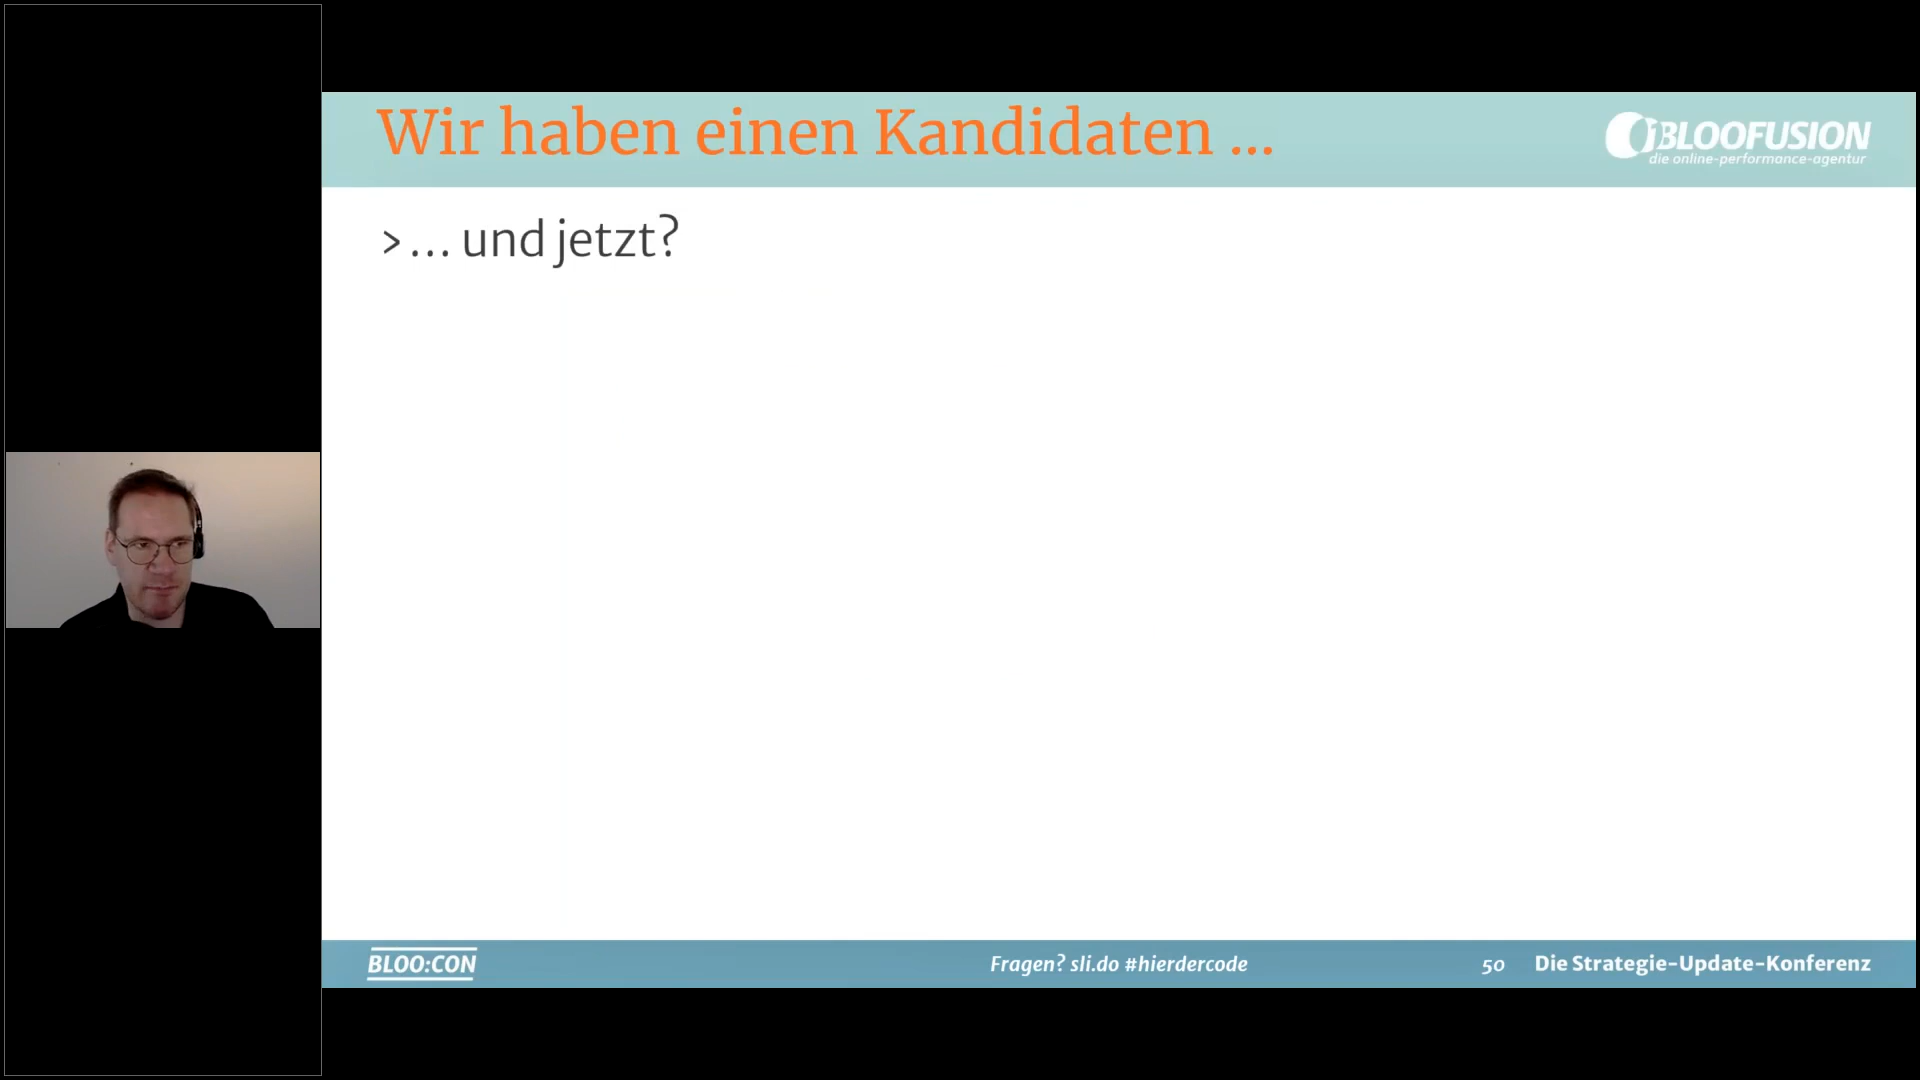 Wir haben einen Kandidaten ...
BLOOFUSION
die online-performance-agentur
> ... und jetzt?
BLOO:CON
Fragen? sli.do #hierdercode
50
Die Strategie-Update-Konferenz